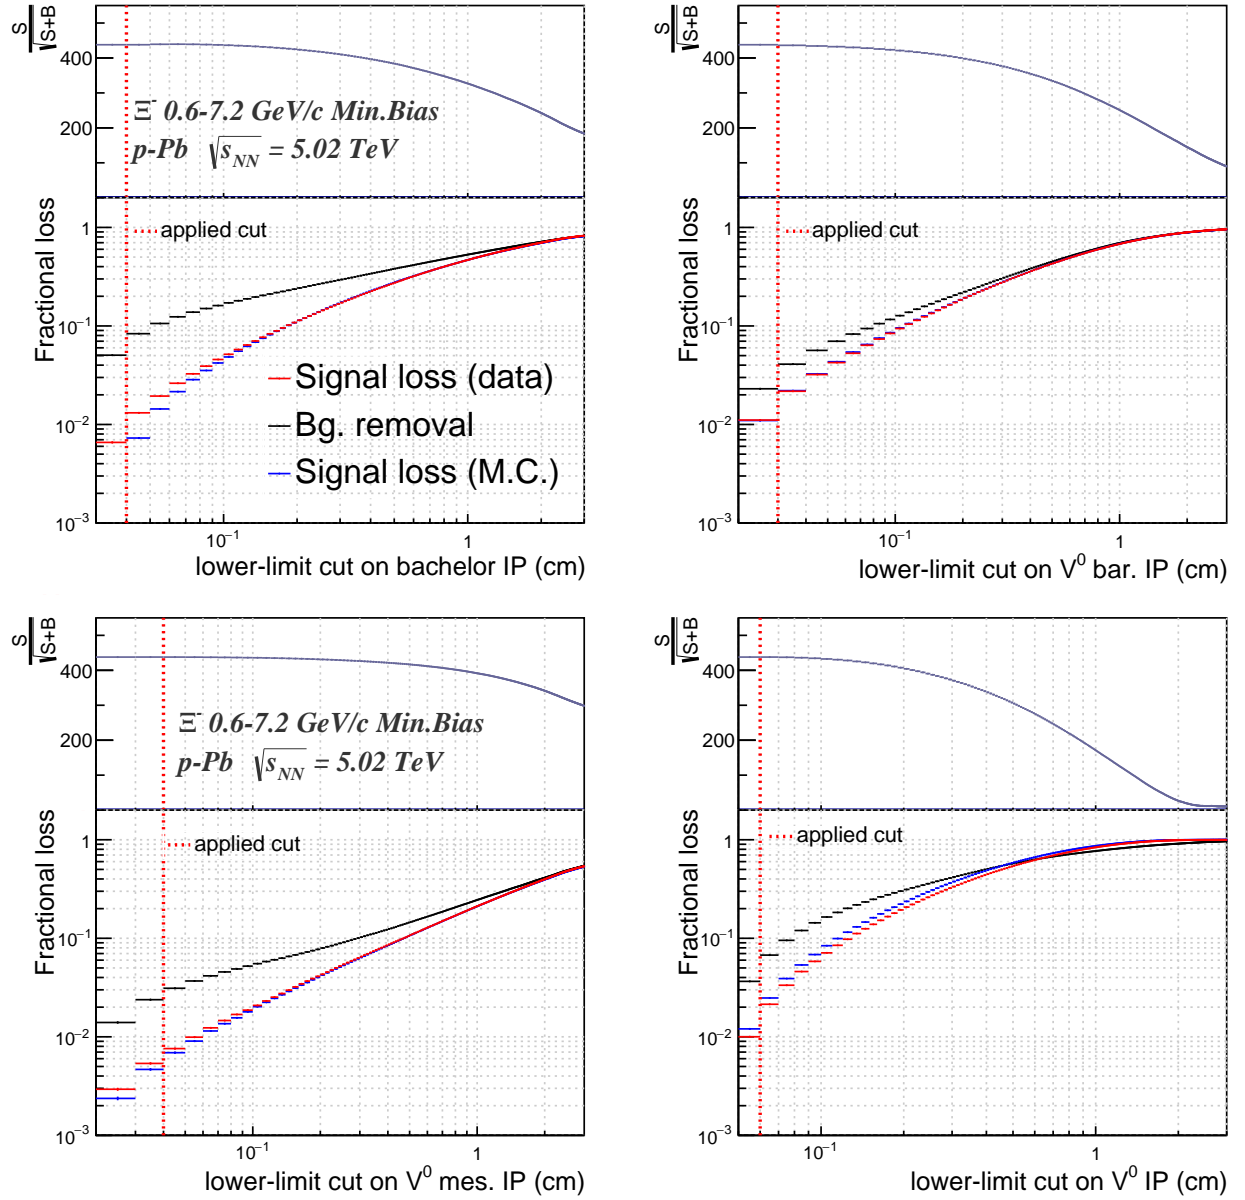 S
√S+B
400
200
Ξ⁻ 0.6-7.2 GeV/c Min.Bias
p-Pb √s_NN = 5.02 TeV
Fractional loss
1
10⁻¹
10⁻²
10⁻³
applied cut
Signal loss (data)
Bg. removal
Signal loss (M.C.)
10⁻¹
1
lower-limit cut on bachelor IP (cm)
S
√S+B
400
200
Fractional loss
1
10⁻¹
10⁻²
10⁻³
applied cut
10⁻¹
1
lower-limit cut on V⁰ bar. IP (cm)
S
√S+B
400
200
Ξ⁻ 0.6-7.2 GeV/c Min.Bias
p-Pb √s_NN = 5.02 TeV
Fractional loss
1
10⁻¹
10⁻²
10⁻³
applied cut
10⁻¹
1
lower-limit cut on V⁰ mes. IP (cm)
S
√S+B
400
200
Fractional loss
1
10⁻¹
10⁻²
10⁻³
applied cut
10⁻¹
1
lower-limit cut on V⁰ IP (cm)